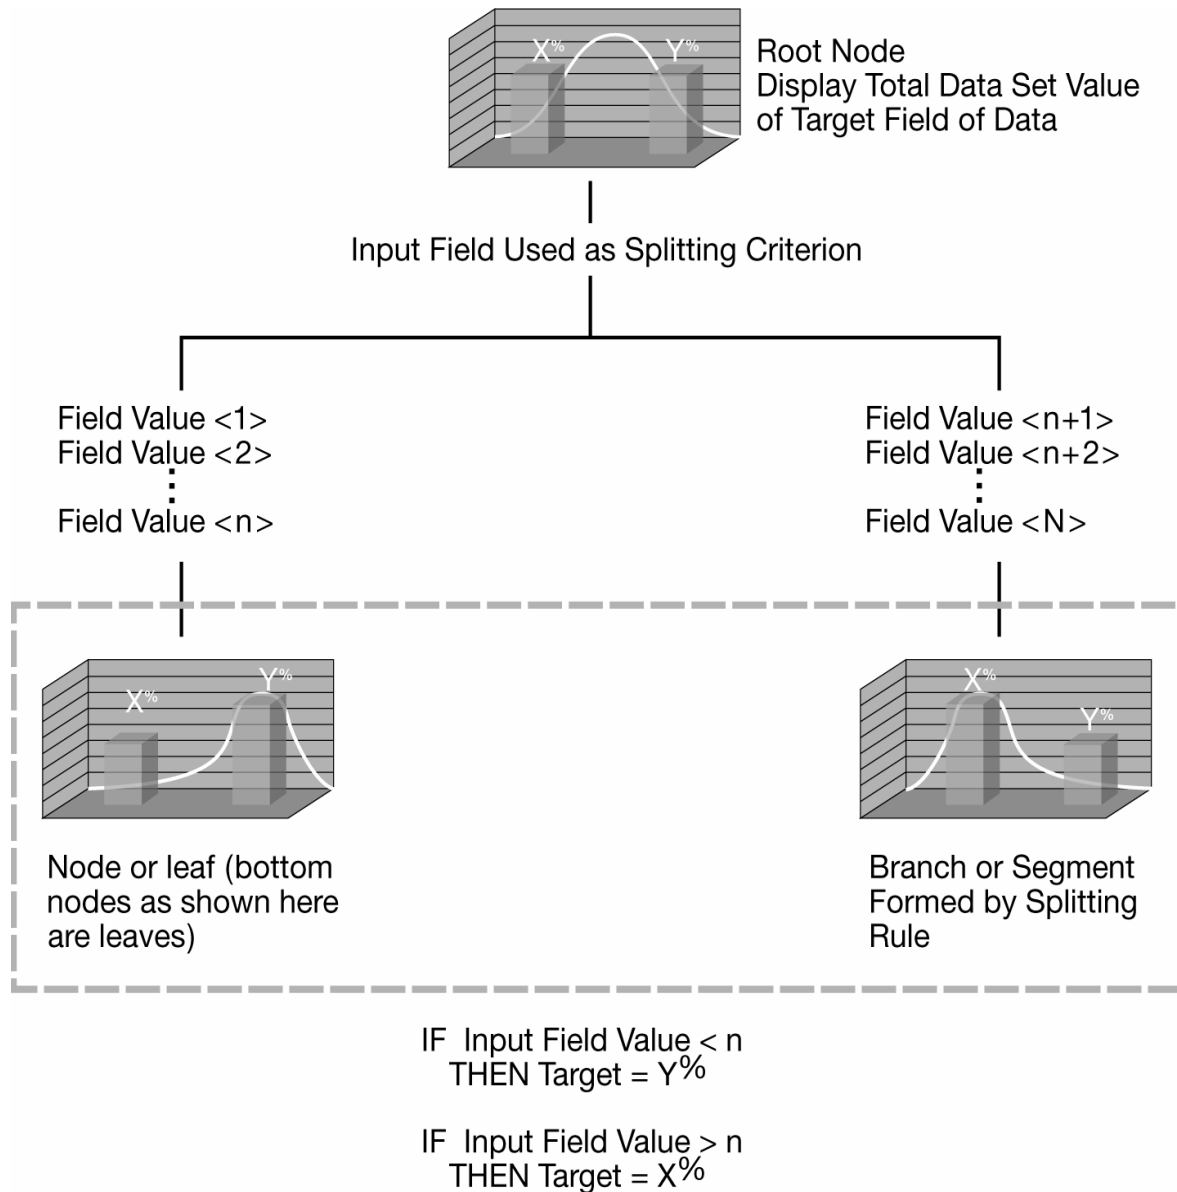 X%
Y%
Root Node
Display Total Data Set Value
of Target Field of Data
Input Field Used as Splitting Criterion
Field Value <1>
Field Value <2>
Field Value <n>
Field Value <n+1>
Field Value <n+2>
Field Value <N>
X%
Y%
X%
Y%
Node or leaf (bottom
nodes as shown here
are leaves)
Branch or Segment
Formed by Splitting
Rule
IF Input Field Value < n
THEN Target = Y%
IF Input Field Value > n
THEN Target = X%